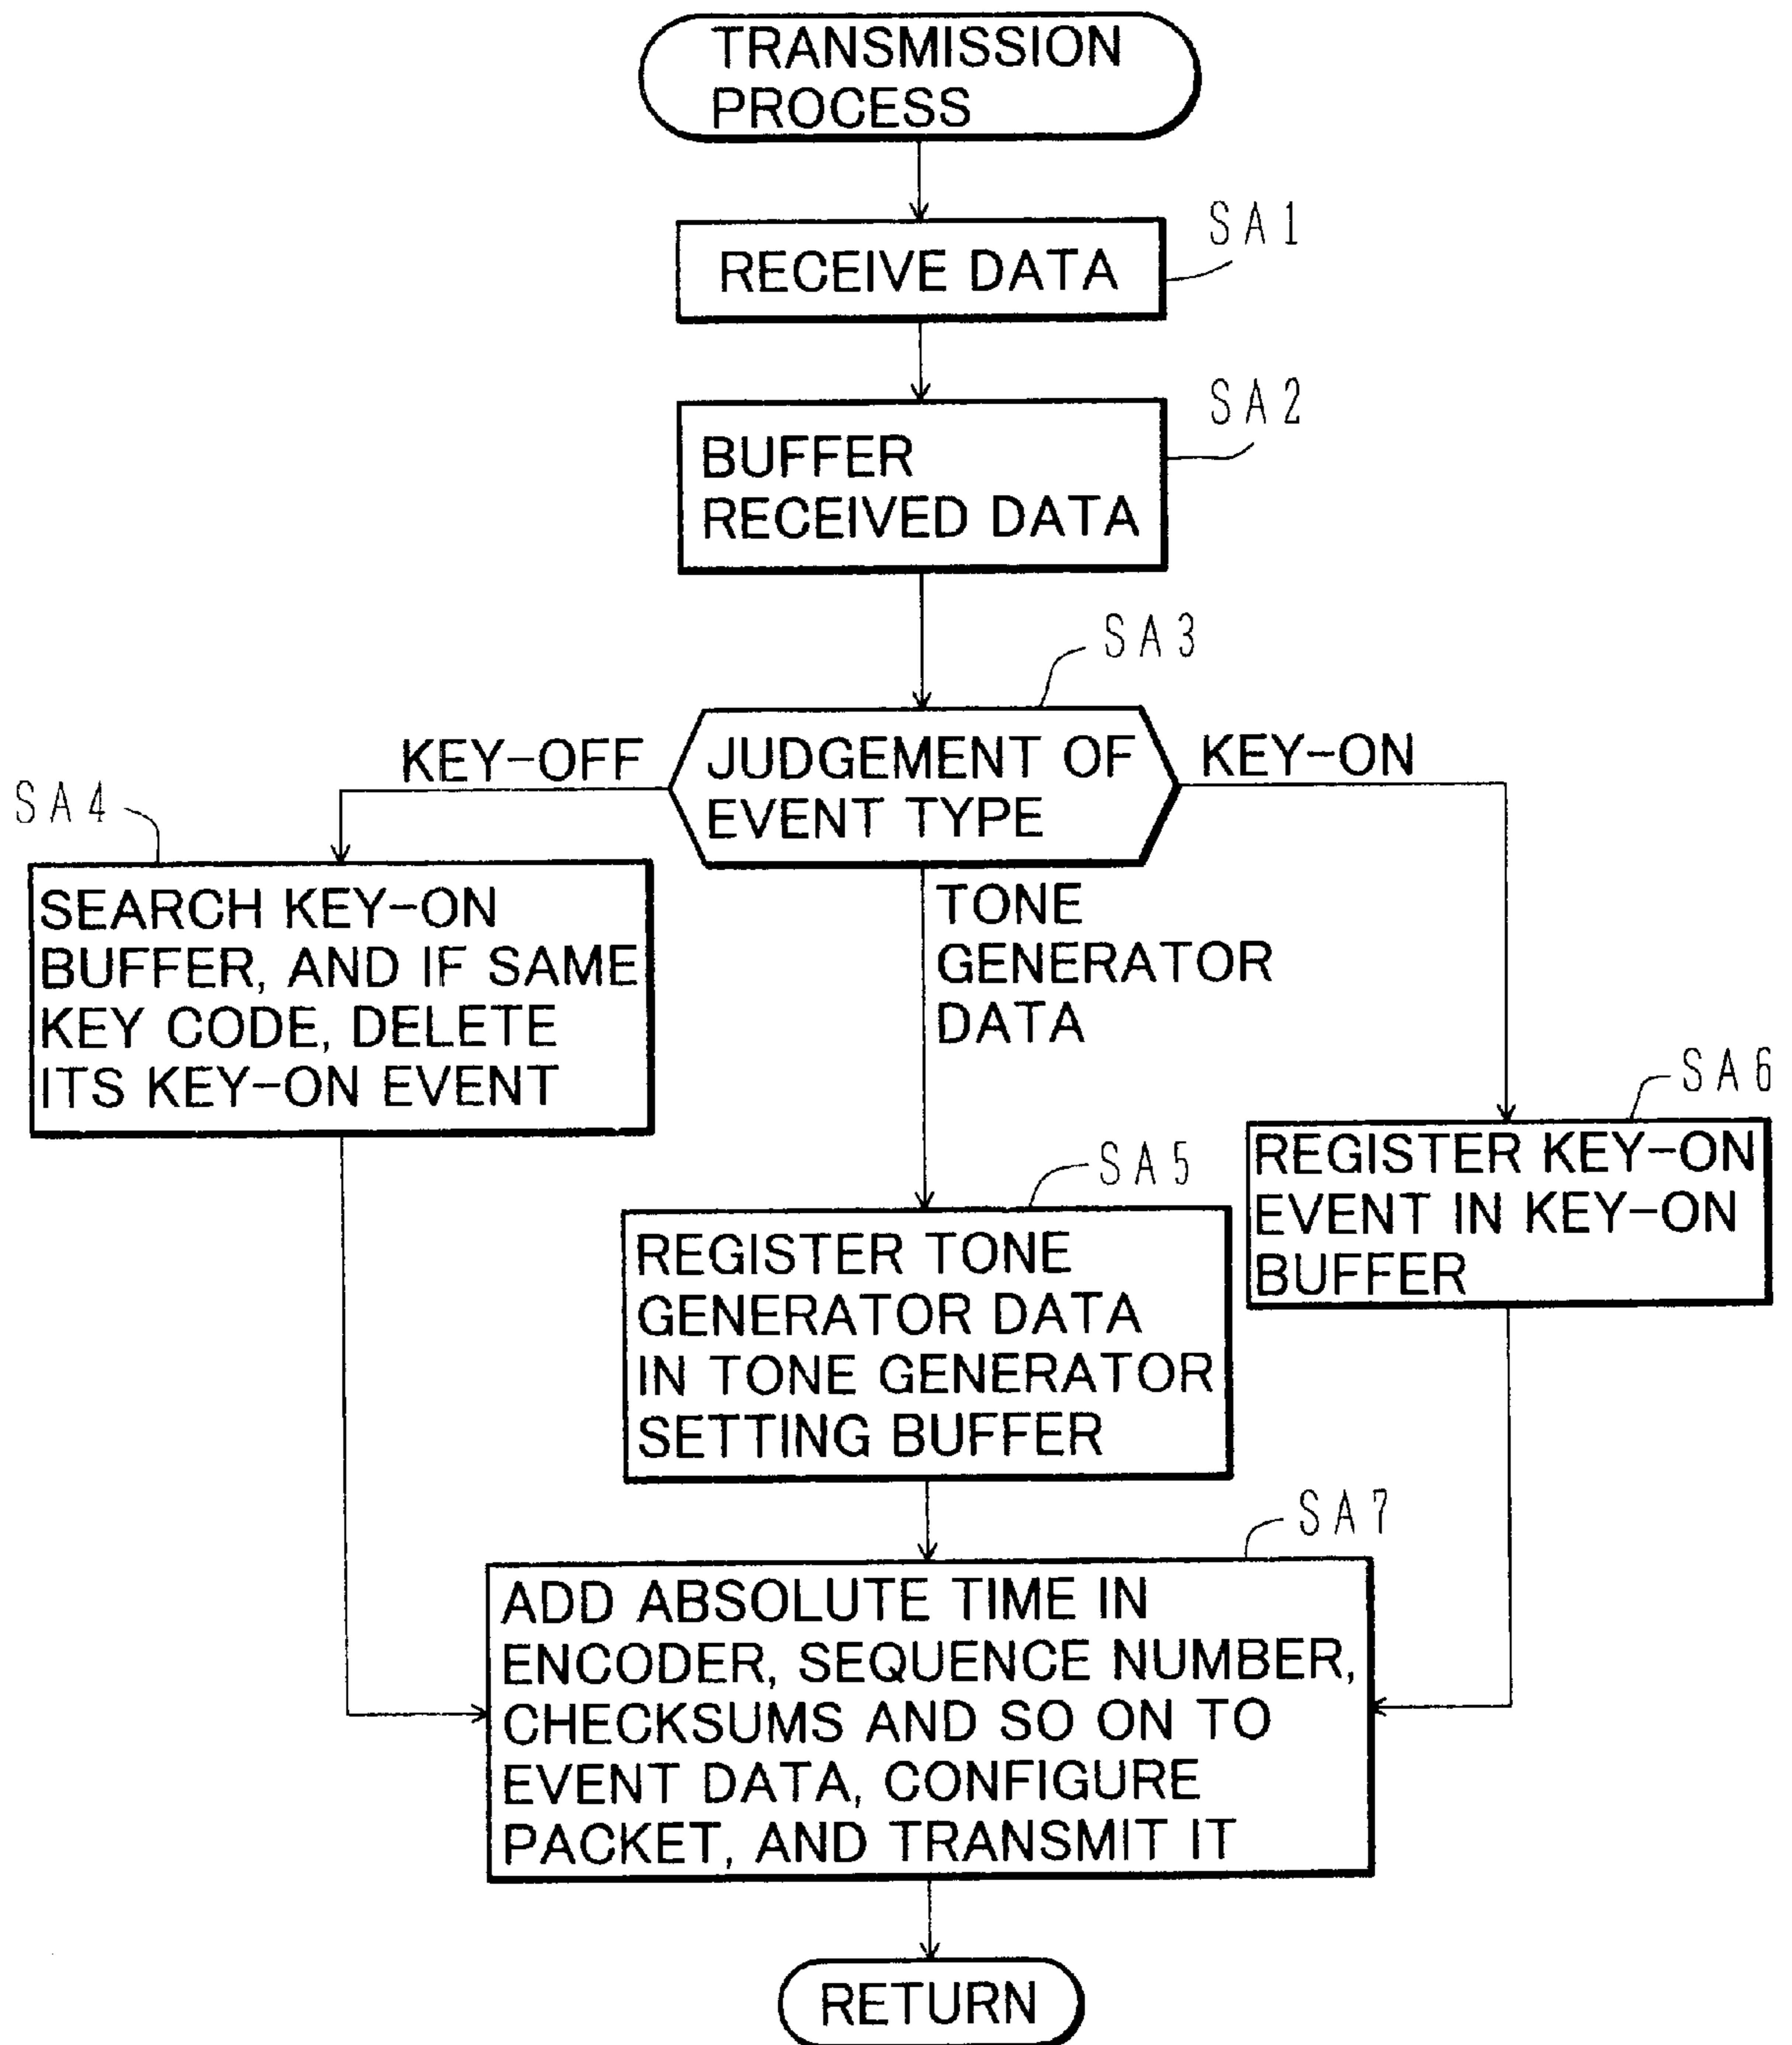 TRANSMISSION
PROCESS
SA1
RECEIVE DATA
SA2
BUFFER
RECEIVED DATA
SA3
JUDGEMENT OF
EVENT TYPE
KEY-OFF
KEY-ON
SA4
SEARCH KEY-ON
BUFFER, AND IF SAME
KEY CODE, DELETE
ITS KEY-ON EVENT
TONE
GENERATOR
DATA
SA5
REGISTER TONE
GENERATOR DATA
IN TONE GENERATOR
SETTING BUFFER
SA6
REGISTER KEY-ON
EVENT IN KEY-ON
BUFFER
SA7
ADD ABSOLUTE TIME IN
ENCODER, SEQUENCE NUMBER,
CHECKSUMS AND SO ON TO
EVENT DATA, CONFIGURE
PACKET, AND TRANSMIT IT
RETURN